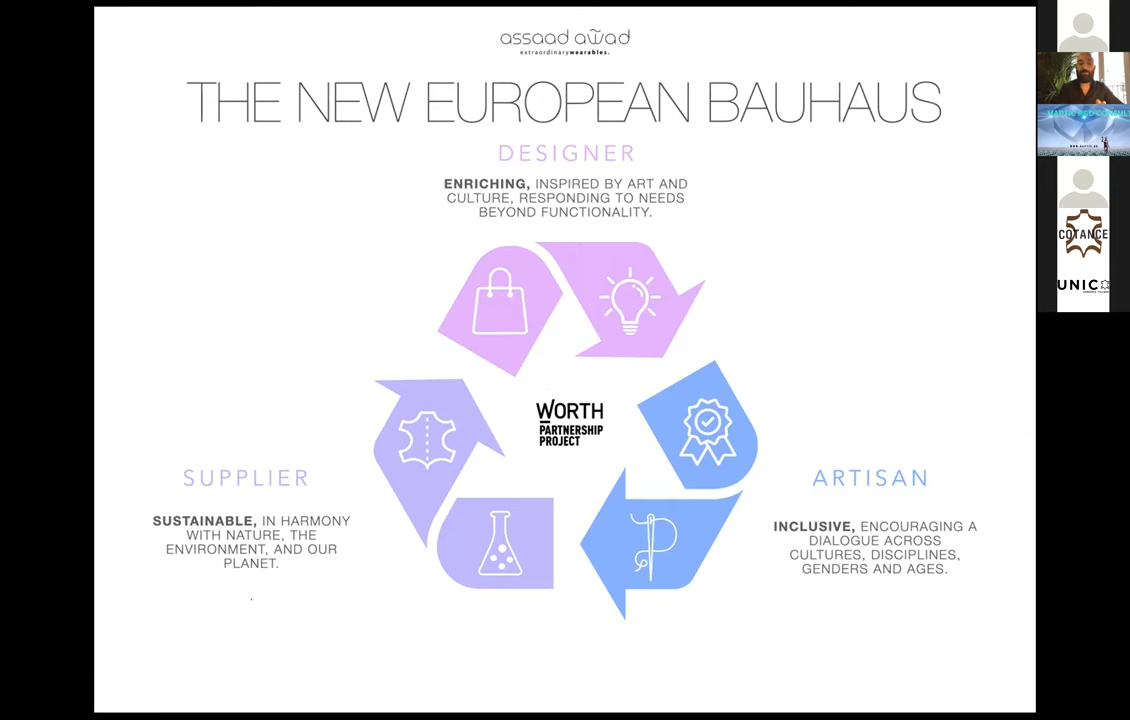 assaad awad
extraordinarywearables.
THE NEW EUROPEAN BAUHAUS
DESIGNER
ENRICHING, INSPIRED BY ART AND
CULTURE, RESPONDING TO NEEDS
BEYOND FUNCTIONALITY.
WORTH
PARTNERSHIP
PROJECT
SUPPLIER
SUSTAINABLE, IN HARMONY
WITH NATURE, THE
ENVIRONMENT, AND OUR
PLANET.
ARTISAN
INCLUSIVE, ENCOURAGING A
DIALOGUE ACROSS
CULTURES, DISCIPLINES,
GENDERS AND AGES.
COTANCE
UNIC